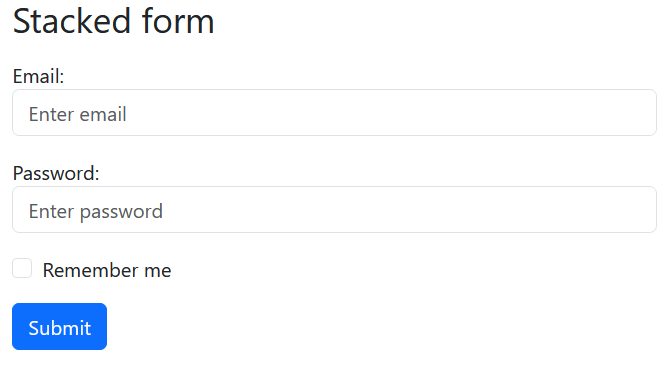 Stacked form
Email:
Enter email
Password:
Enter password
Remember me
Submit